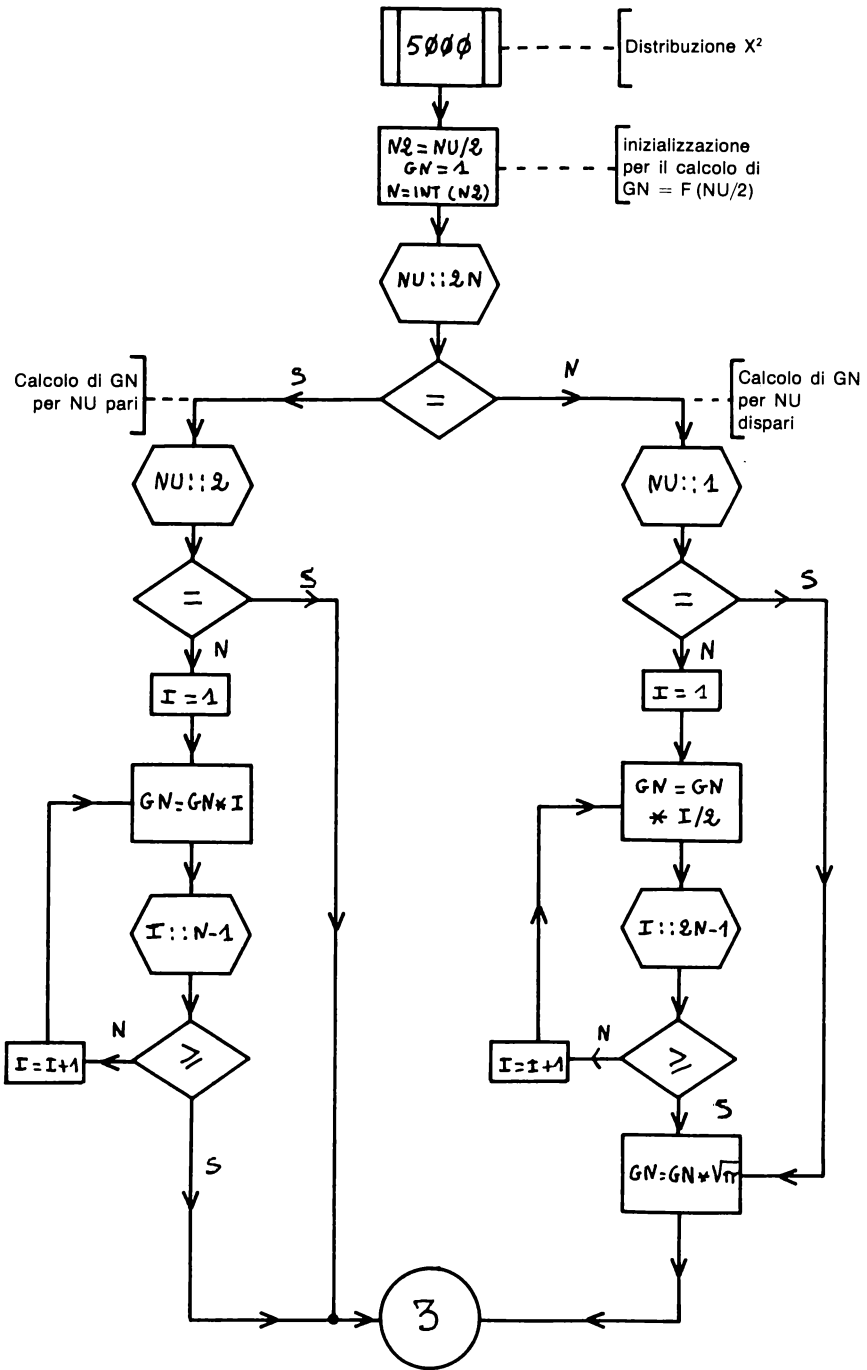 5000
Distribuzione X²
N2=NU/2
GN=1
N=INT(N2)
inizializzazione
per il calcolo di
GN = F (NU/2)
NU::2N
=
S
N
Calcolo di GN
per NU pari
Calcolo di GN
per NU
dispari
NU::2
=
S
N
I=1
GN=GN*I
I::N-1
≥
N
I=I+1
S
NU::1
=
S
N
I=1
GN=GN
* I/2
I::2N-1
≥
N
I=I+1
S
GN=GN*√π
3